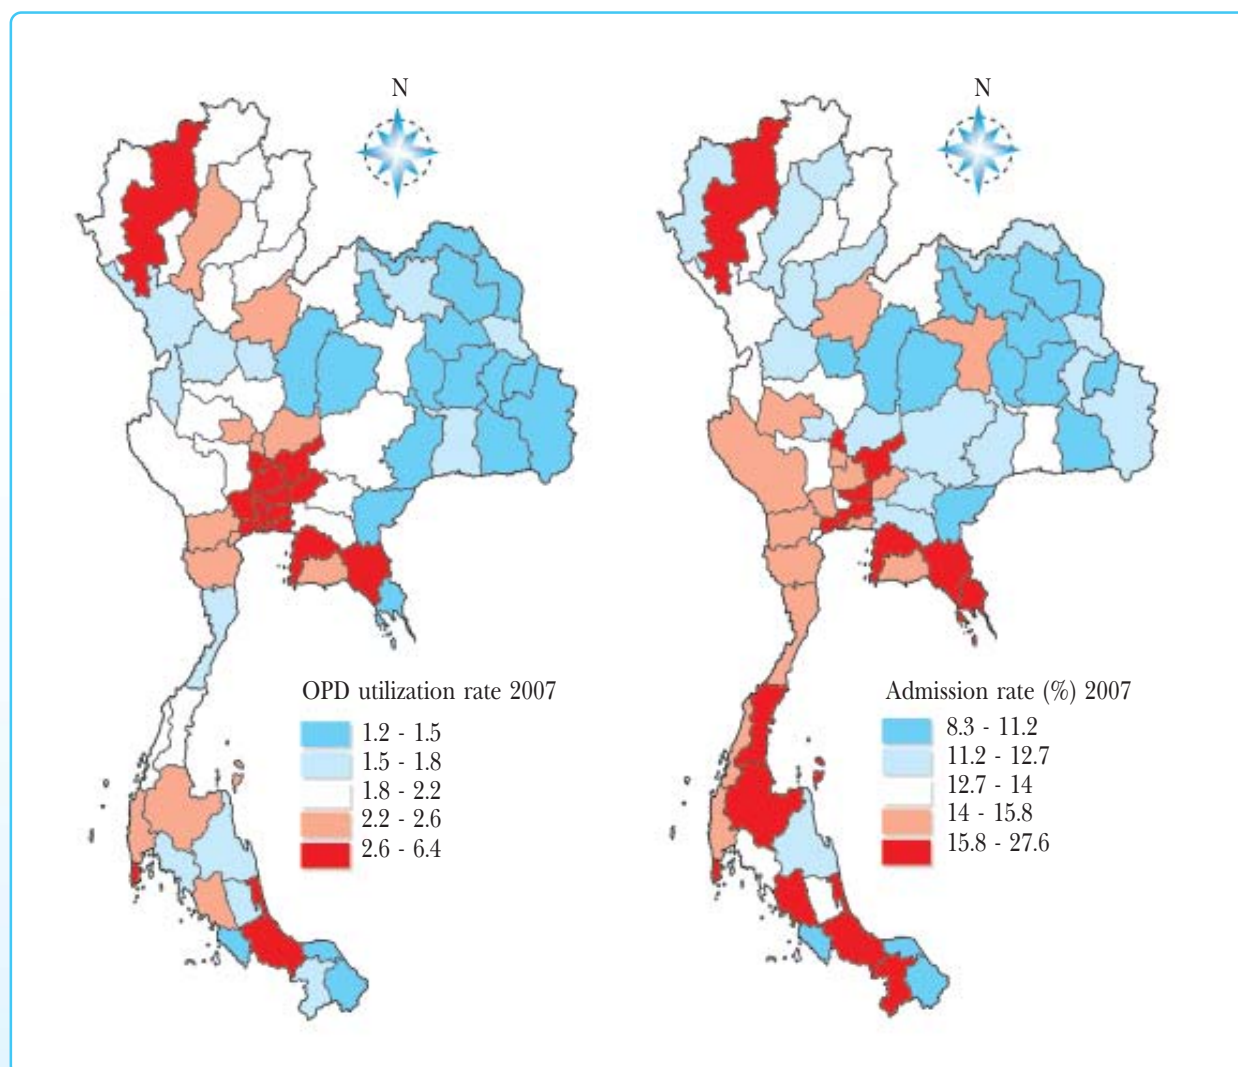 N
OPD utilization rate 2007
1.2 - 1.5
1.5 - 1.8
1.8 - 2.2
2.2 - 2.6
2.6 - 6.4
N
Admission rate (%) 2007
8.3 - 11.2
11.2 - 12.7
12.7 - 14
14 - 15.8
15.8 - 27.6